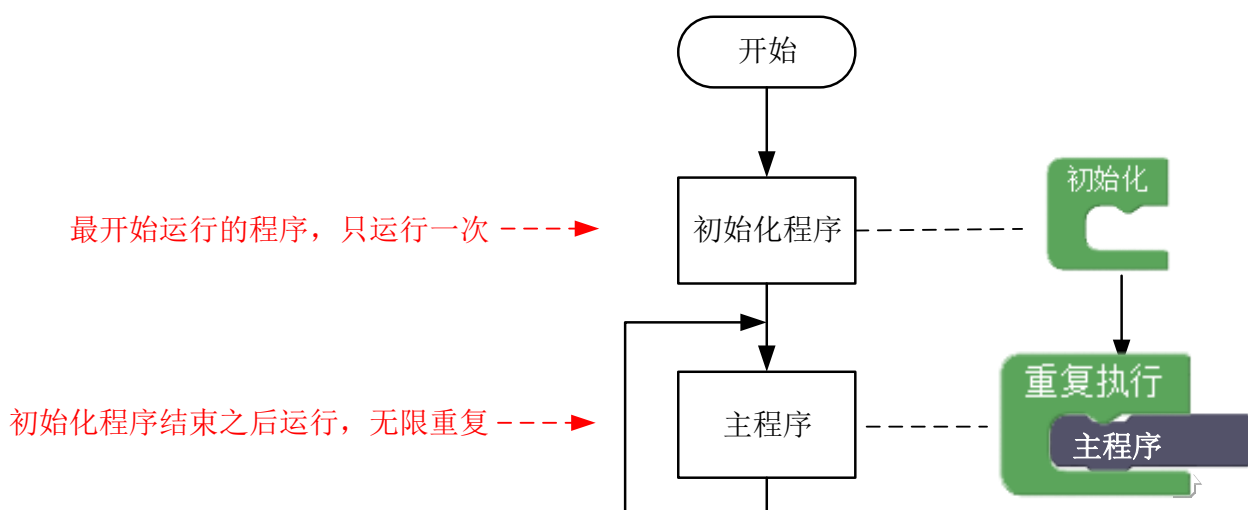 开始
初始化
最开始运行的程序，只运行一次
初始化程序
重复执行
初始化程序结束之后运行，无限重复
主程序
主程序